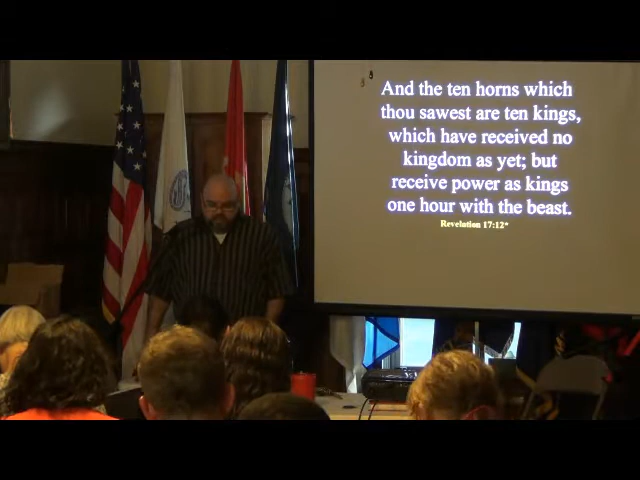 And the ten horns which
thou sawest are ten kings,
which have received no
kingdom as yet; but
receive power as kings
one hour with the beast.
Revelation 17:12*